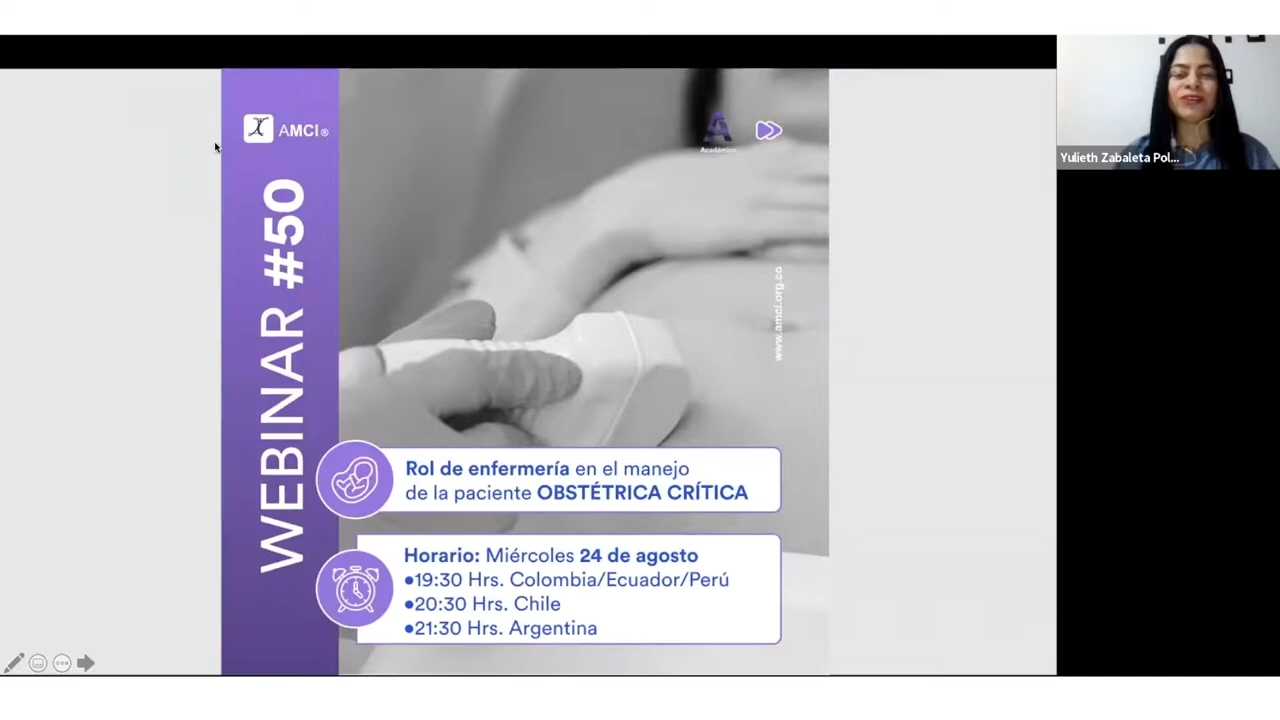 AMCI®
WEBINAR #50
Académico
www.amci.org.co
Rol de enfermería en el manejo
de la paciente OBSTÉTRICA CRÍTICA
Horario: Miércoles 24 de agosto
•19:30 Hrs. Colombia/Ecuador/Perú
•20:30 Hrs. Chile
•21:30 Hrs. Argentina
Yulieth Zabaleta Pol...